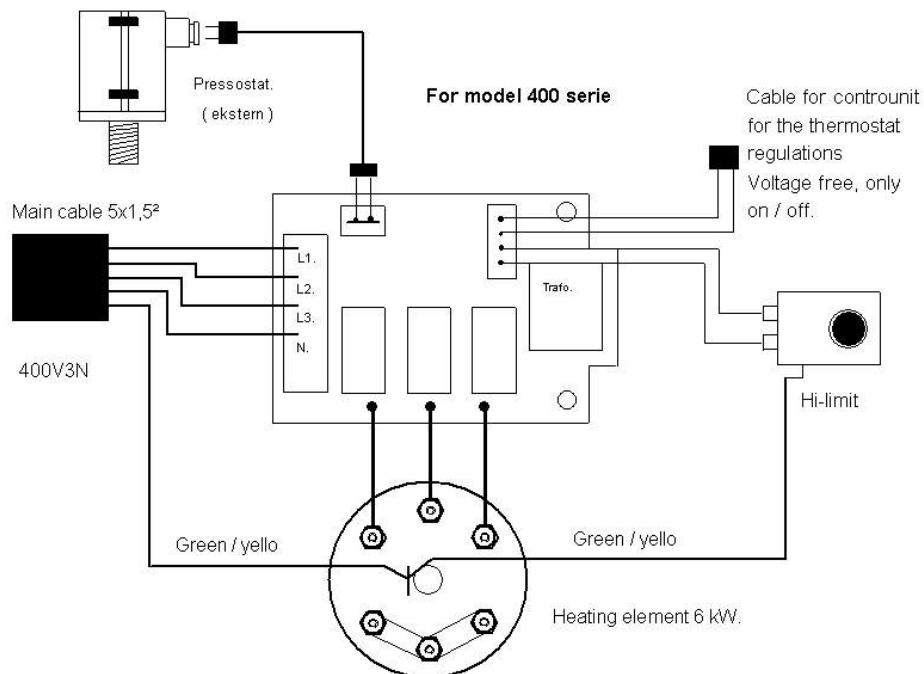 Pressostat.
( ekstern )
For model 400 serie
Cable for controunit
for the thermostat
regulations
Voltage free, only
on / off.
Main cable 5x1,5²
L1.
L2.
L3.
N.
Trafo.
400V3N
Hi-limit
Green / yello
Green / yello
Heating element 6 kW.